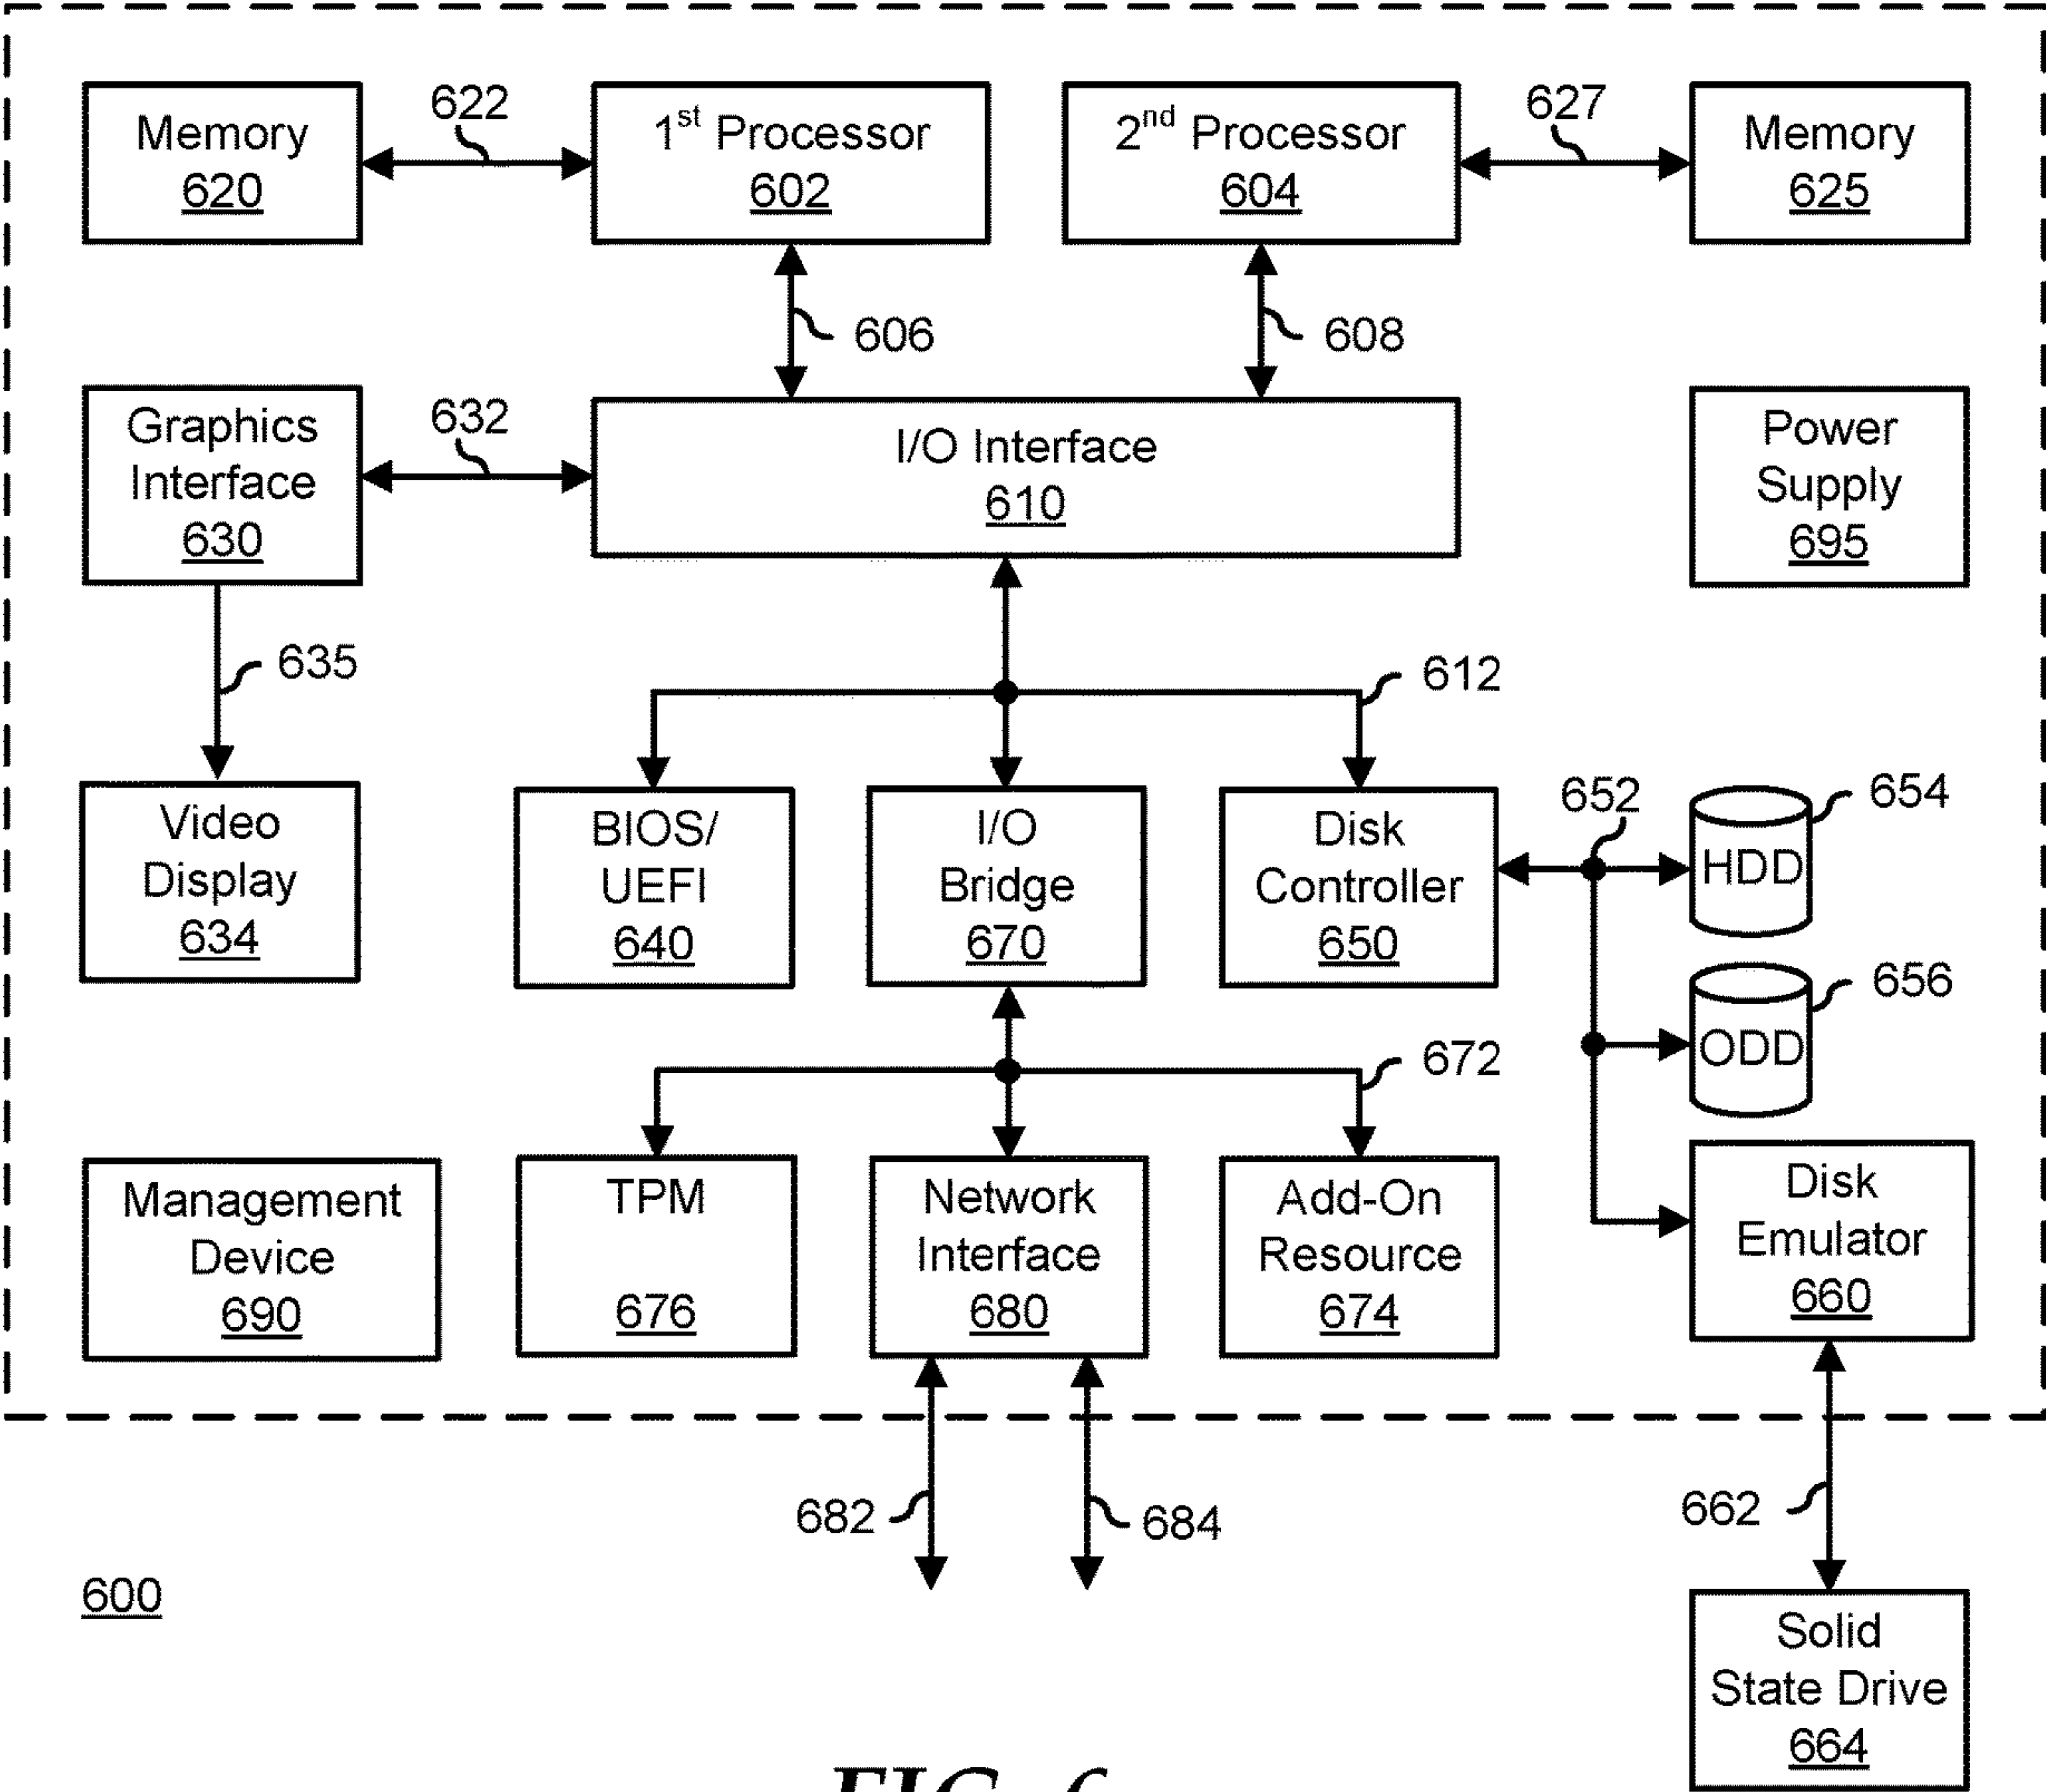 Memory
620
622
1st Processor
602
2nd Processor
604
627
Memory
625
606
608
Graphics
Interface
630
632
I/O Interface
610
Power
Supply
695
635
612
Video
Display
634
BIOS/
UEFI
640
I/O
Bridge
670
Disk
Controller
650
652
654
HDD
656
ODD
672
Management
Device
690
TPM
676
Network
Interface
680
Add-On
Resource
674
Disk
Emulator
660
682
684
662
600
Solid
State Drive
664
FIG. 6